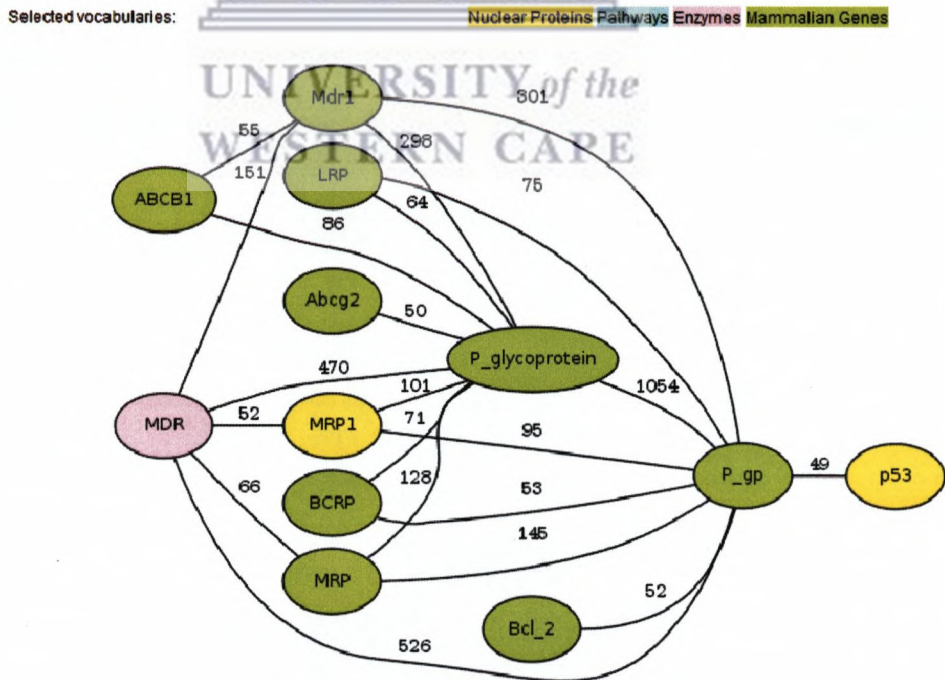 Selected vocabularies: Nuclear Proteins Pathways Enzymes Mammalian Genes
UNIVERSITY of the
WESTERN CAPE
Mdr1
301
55
298
151
LRP
75
ABCB1
64
86
Abcg2
50
P_glycoprotein
470
101
1054
MDR
52
MRP1
71
95
P_gp
49
p53
66
BCRP
128
53
MRP
145
52
Bcl_2
526